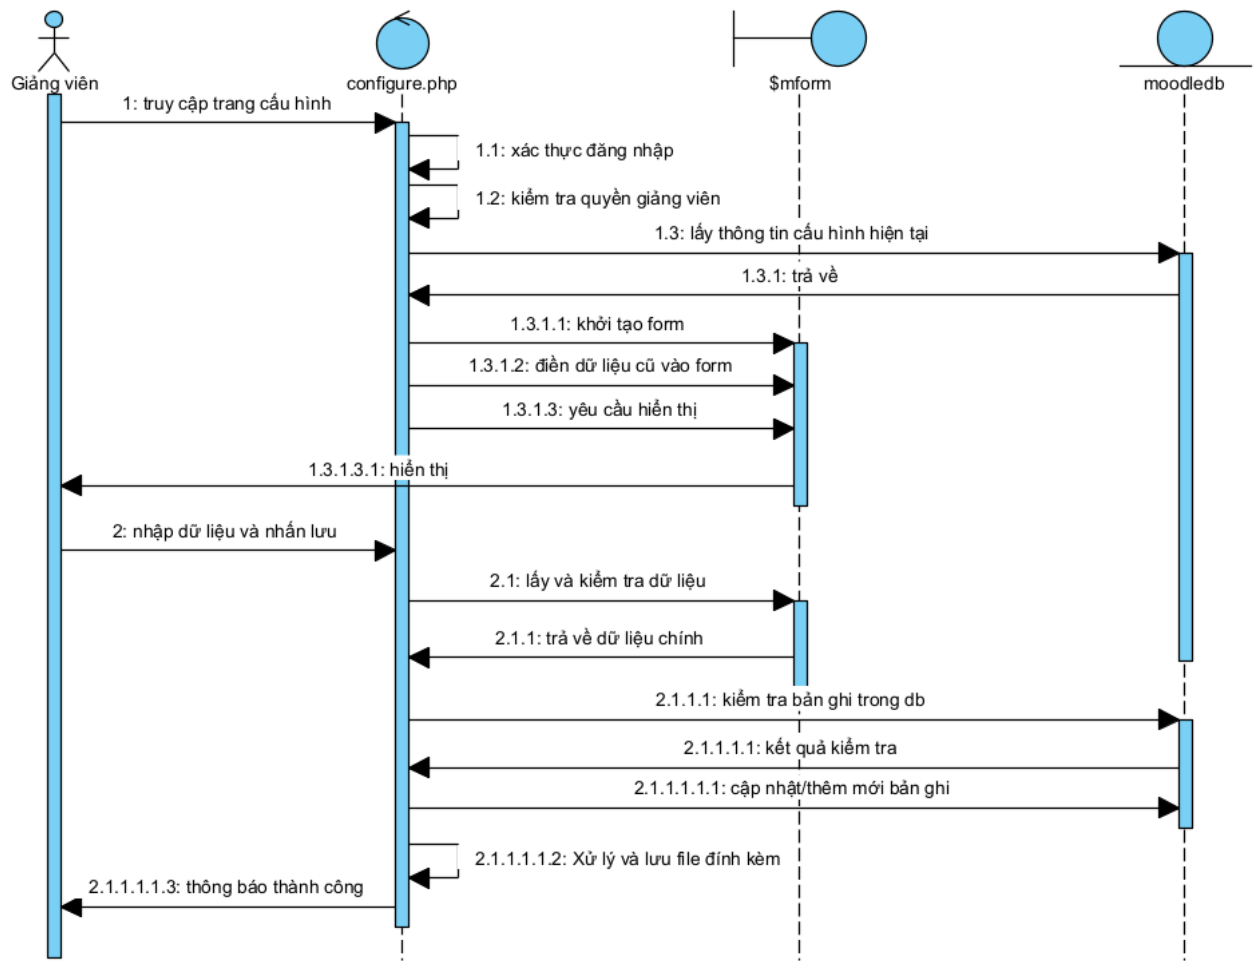 Giảng viên
configure.php
$mform
moodledb
1: truy cập trang cấu hình
1.1: xác thực đăng nhập
1.2: kiểm tra quyền giảng viên
1.3: lấy thông tin cấu hình hiện tại
1.3.1: trả về
1.3.1.1: khởi tạo form
1.3.1.2: điền dữ liệu cũ vào form
1.3.1.3: yêu cầu hiển thị
1.3.1.3.1: hiển thị
2: nhập dữ liệu và nhấn lưu
2.1: lấy và kiểm tra dữ liệu
2.1.1: trả về dữ liệu chính
2.1.1.1: kiểm tra bản ghi trong db
2.1.1.1.1: kết quả kiểm tra
2.1.1.1.1.1: cập nhật/thêm mới bản ghi
2.1.1.1.1.2: Xử lý và lưu file đính kèm
2.1.1.1.1.3: thông báo thành công